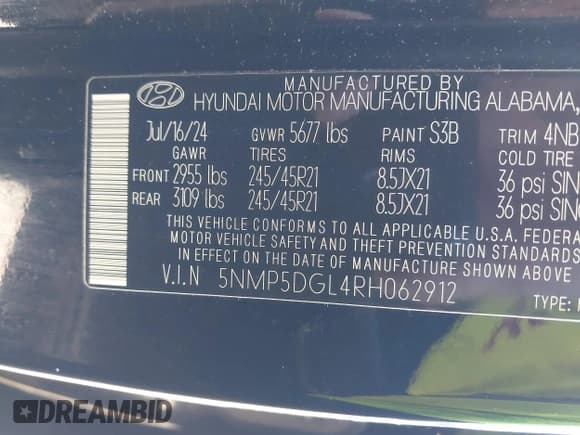 MANUFACTURED BY
HYUNDAI MOTOR MANUFACTURING ALABAMA,
Jul/16/24 GVWR 5677 lbs PAINT S3B TRIM 4NB
GAWR TIRES RIMS COLD TIRE
FRONT 2955 lbs 245/45R21 8.5JX21 36 psi SIN
REAR 3109 lbs 245/45R21 8.5JX21 36 psi SIN
THIS VEHICLE CONFORMS TO ALL APPLICABLE U.S.A. FEDERA
MOTOR VEHICLE SAFETY AND THEFT PREVENTION STANDARDS
IN EFFECT ON THE DATE OF MANUFACTURE SHOWN ABOVE
V.I.N 5NMP5DGL4RH062912
TYPE:
DREAMBID